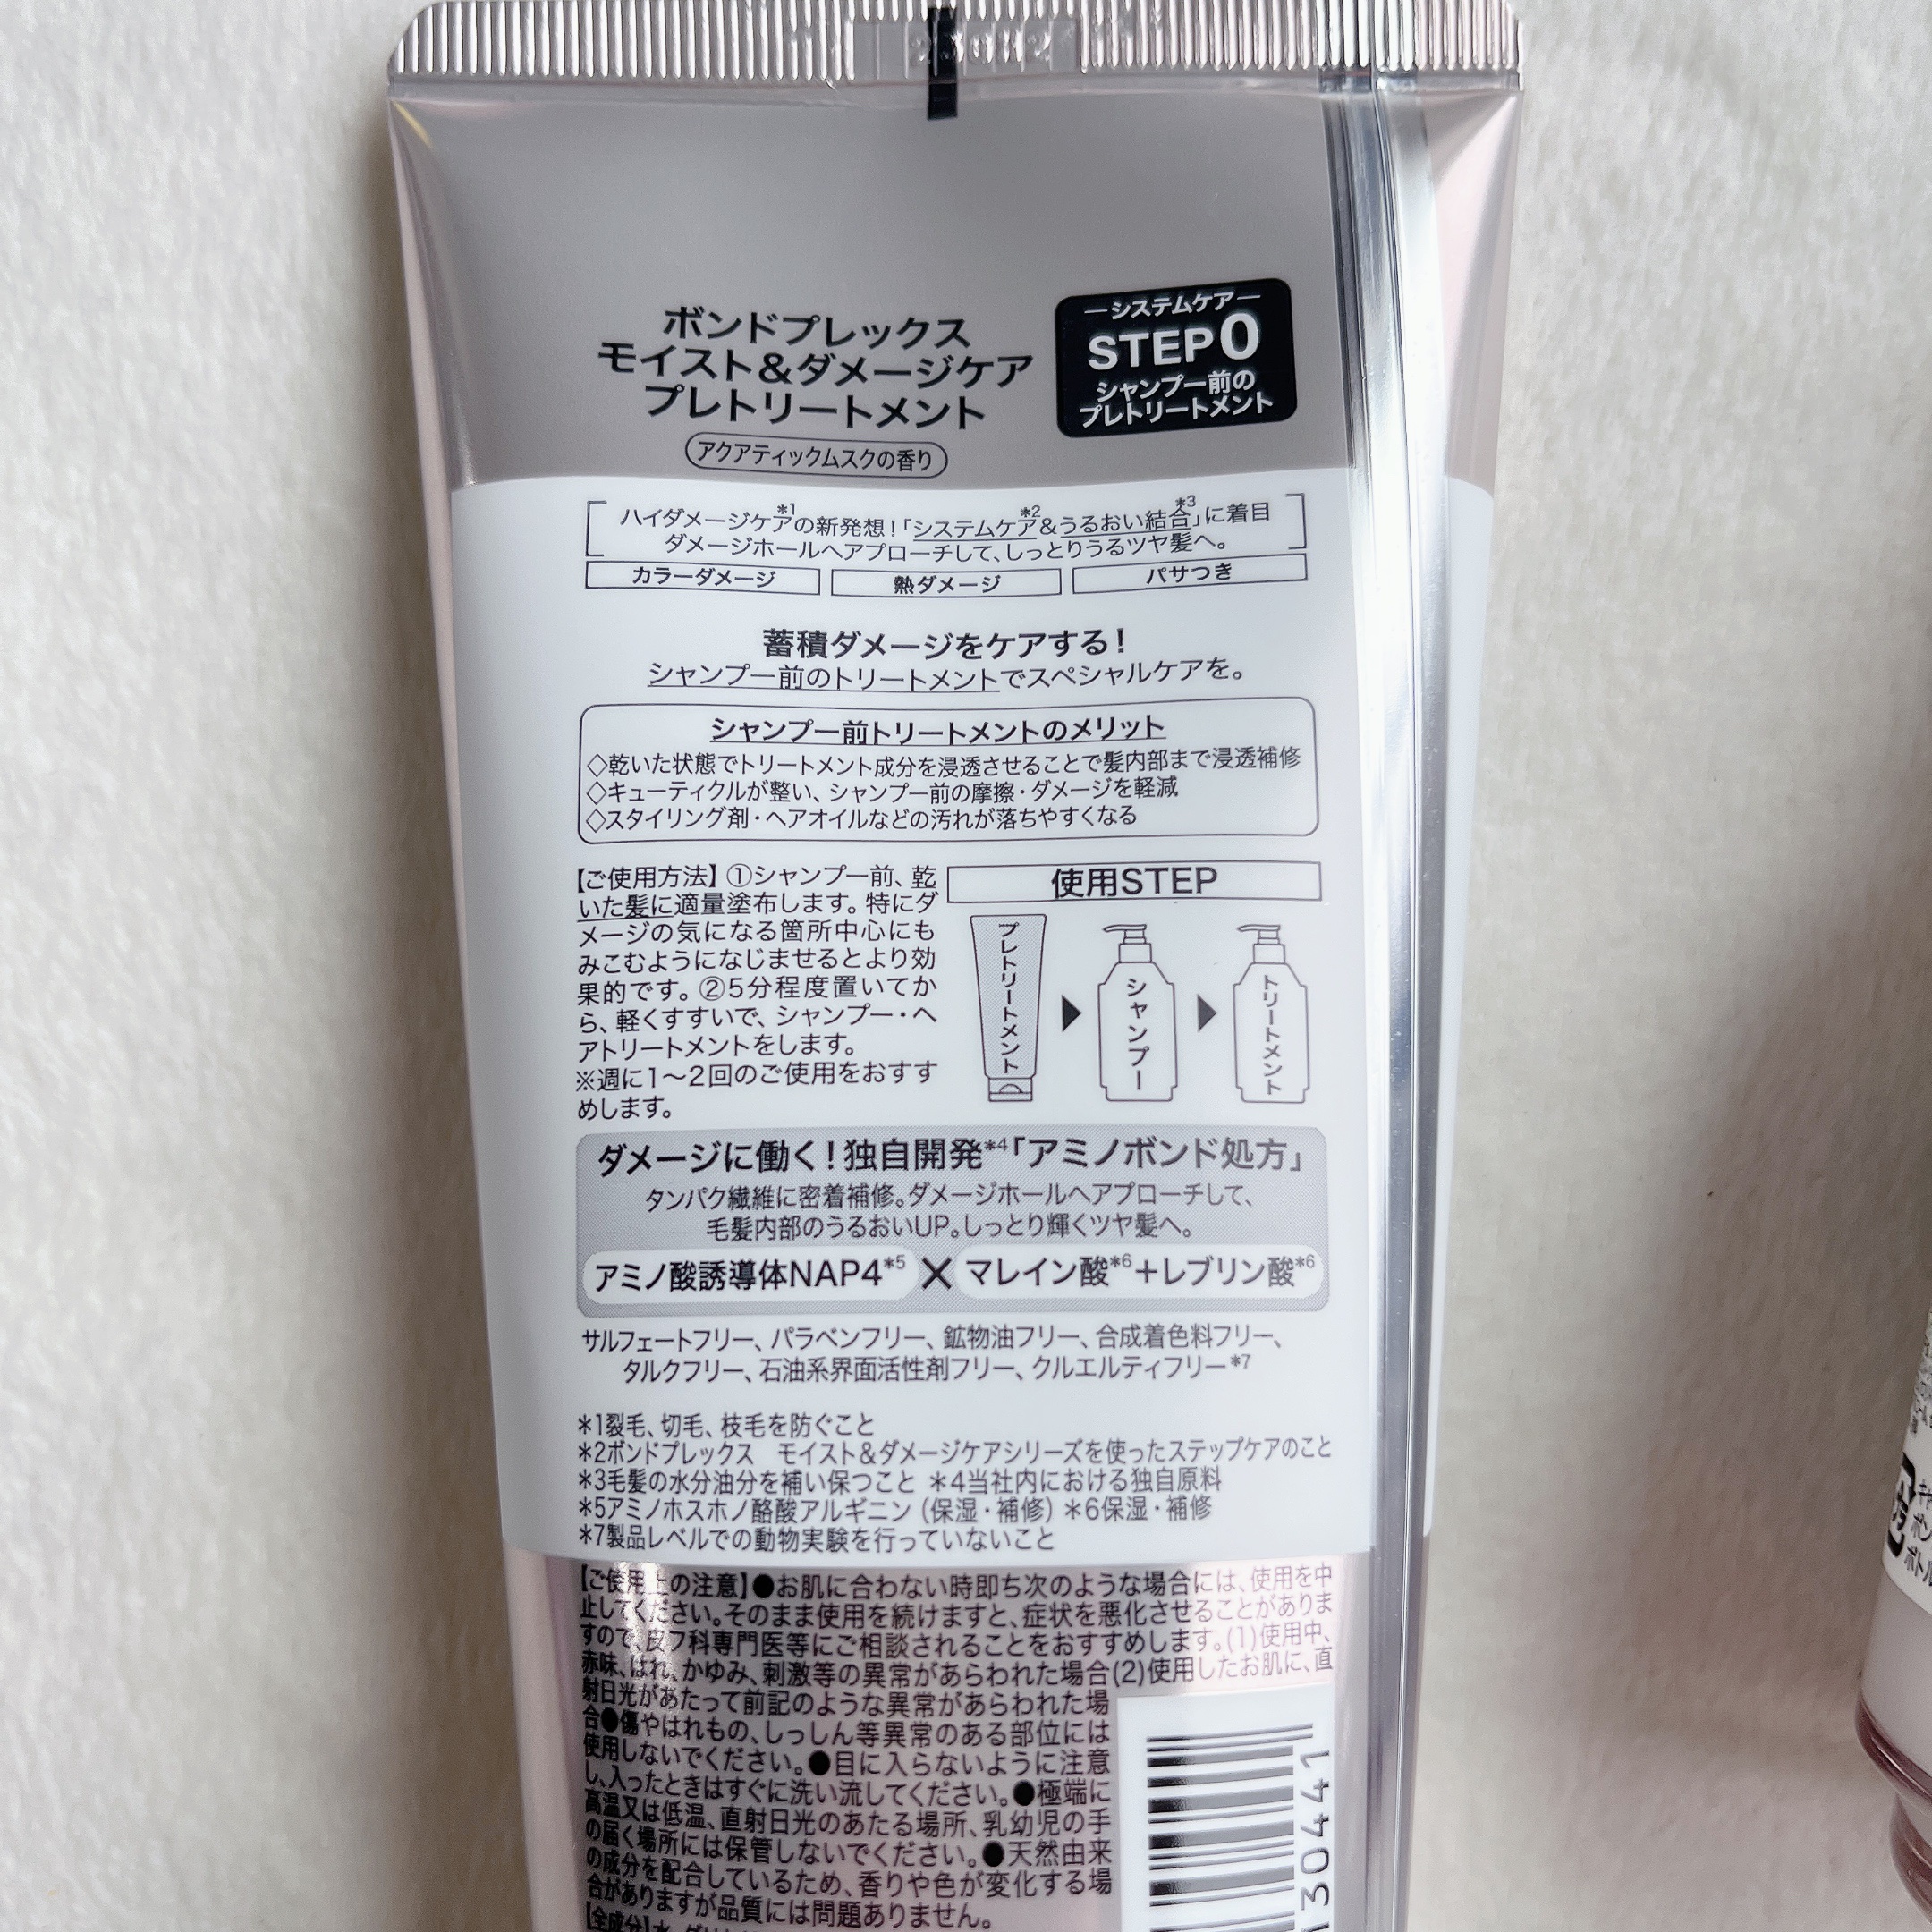 ボンドプレックス
モイスト&ダメージケア
プレトリートメント
アクアティックムスクの香り
―システムケア―
STEP0
シャンプー前の
プレトリートメント
ハイダメージケア*1の新発想!「システムケア*2&うるおい結合*3」に着目
ダメージホールへアプローチして、しっとりうるツヤ髪へ。
カラーダメージ
熱ダメージ
パサつき
蓄積ダメージをケアする!
シャンプー前のトリートメントでスペシャルケアを。
シャンプー前トリートメントのメリット
◇乾いた状態でトリートメント成分を浸透させることで髪内部まで浸透補修
◇キューティクルが整い、シャンプー前の摩擦・ダメージを軽減
◇スタイリング剤・ヘアオイルなどの汚れが落ちやすくなる
【ご使用方法】①シャンプー前、乾
いた髪に適量塗布します。特にダ
メージの気になる箇所中心にも
みこむようになじませるとより効
果的です。②5分程度置いてか
ら、軽くすすいで、シャンプー・ヘ
アトリートメントをします。
※週に1〜2回のご使用をおすす
めします。
使用STEP
プレトリートメント
シャンプー
トリートメント
ダメージに働く!独自開発*4「アミノボンド処方」
タンパク繊維に密着補修。ダメージホールへアプローチして、
毛髪内部のうるおいUP。しっとり輝くツヤ髪へ。
アミノ酸誘導体NAP4*5 × マレイン酸*6+レブリン酸*6
サルフェートフリー、パラベンフリー、鉱物油フリー、合成着色料フリー、
タルクフリー、石油系界面活性剤フリー、クルエルティフリー*7
*1裂毛、切毛、枝毛を防ぐこと
*2ボンドプレックス　モイスト&ダメージケアシリーズを使ったステップケアのこと
*3毛髪の水分油分を補い保つこと *4当社内における独自原料
*5アミノホスホノ酪酸アルギニン (保湿・補修) *6保湿・補修
*7製品レベルでの動物実験を行っていないこと
【ご使用上の注意】●お肌に合わない時即ち次のような場合には、使用を中
止してください。そのまま使用を続けますと、症状を悪化させることがありま
すので、皮フ科専門医等にご相談されることをおすすめします。(1)使用中、
赤味、はれ、かゆみ、刺激等の異常があらわれた場合(2)使用したお肌に、直
射日光があたって前記のような異常があらわれた場
合●傷やはれもの、しっしん等異常のある部位には
使用しないでください。●目に入らないように注意
し、入ったときはすぐに洗い流してください。●極端に
高温又は低温、直射日光のあたる場所、乳幼児の手
の届く場所には保管しないでください。●天然由来
の成分を配合しているため、香りや色が変化する場
合がありますが品質には問題ありません。
【全成分】水、
30441